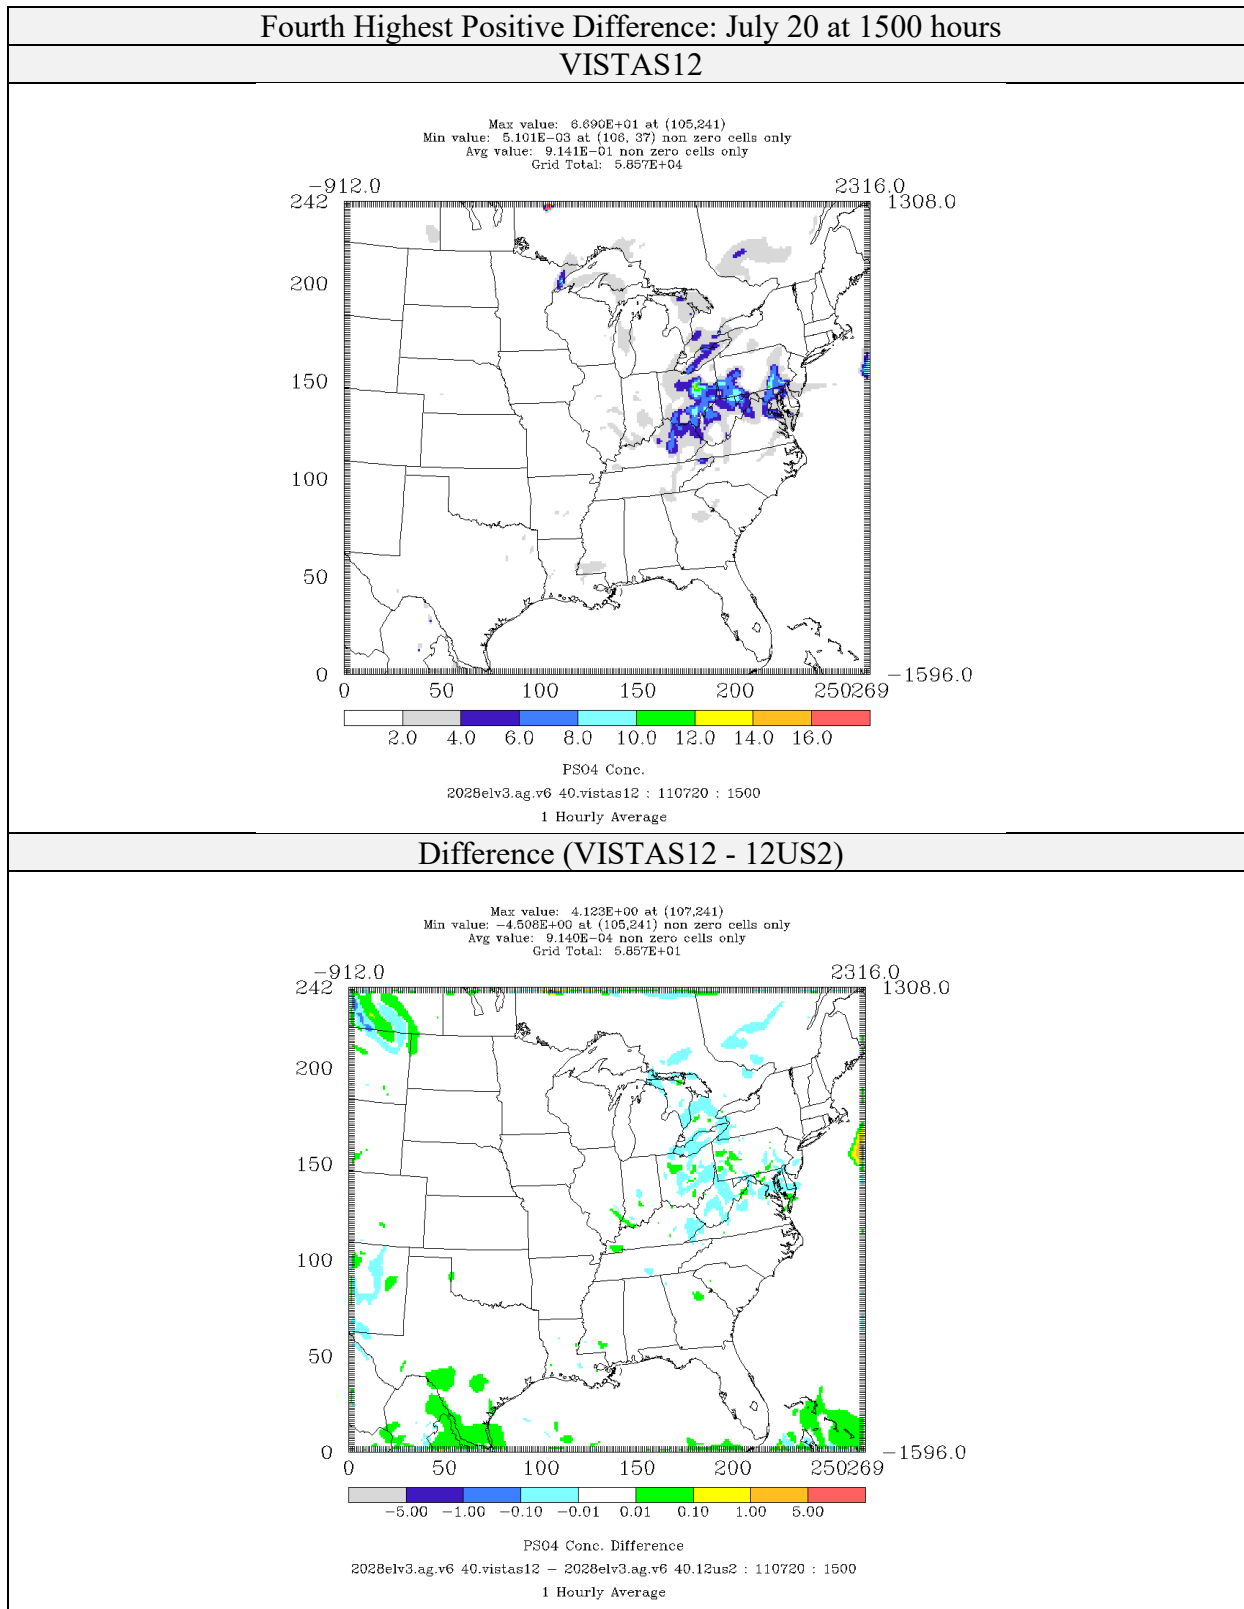 Fourth Highest Positive Difference: July 20 at 1500 hours
VISTAS12
Max value: 6.690E+01 at (105,241)
Min value: 5.101E-03 at (106, 37) non zero cells only
Avg value: 9.141E-01 non zero cells only
Grid Total: 5.857E+04
-912.0 2316.0
242 1308.0
200
150
100
50
0 -1596.0
0 50 100 150 200 250 269
2.0 4.0 6.0 8.0 10.0 12.0 14.0 16.0
PSO4 Conc.
2028elv3.ag.v6 40.vistas12 : 110720 : 1500
1 Hourly Average
Difference (VISTAS12 - 12US2)
Max value: 4.123E+00 at (107,241)
Min value: -4.508E+00 at (105,241) non zero cells only
Avg value: 9.140E-04 non zero cells only
Grid Total: 5.857E+01
-912.0 2316.0
242 1308.0
200
150
100
50
0 -1596.0
0 50 100 150 200 250 269
-5.00 -1.00 -0.10 -0.01 0.01 0.10 1.00 5.00
PSO4 Conc. Difference
2028elv3.ag.v6 40.vistas12 - 2028elv3.ag.v6 40.12us2 : 110720 : 1500
1 Hourly Average